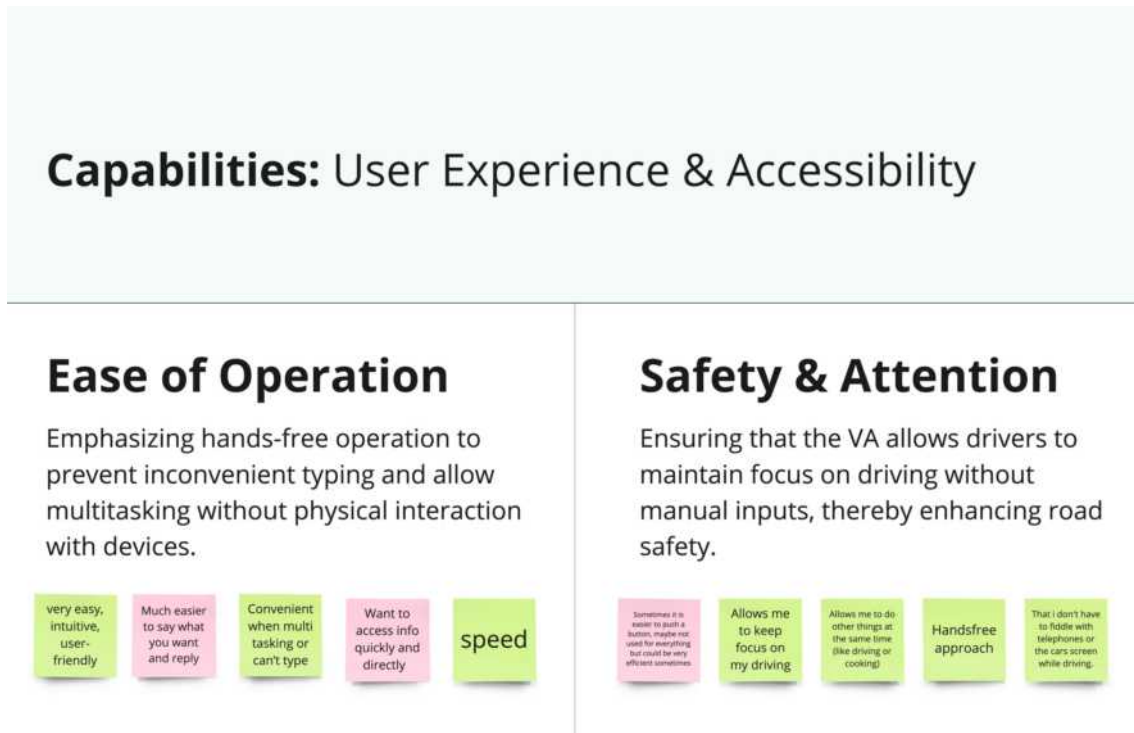 Capabilities: User Experience & Accessibility
Ease of Operation
Emphasizing hands-free operation to
prevent inconvenient typing and allow
multitasking without physical interaction
with devices.
very easy,
intuitive,
user-
friendly
Much easier
to say what
you want
and reply
Convenient
when multi
tasking or
can't type
Want to
access info
quickly and
directly
speed
Safety & Attention
Ensuring that the VA allows drivers to
maintain focus on driving without
manual inputs, thereby enhancing road
safety.
Sometimes it is
easier to push a
button, maybe not
used for everything
but could be very
efficient sometimes
Allows me
to keep
focus on
my driving
Allows me to do
other things at
the same time
(like driving or
cooking)
Handsfree
approach
That i don't have
to fiddle with
telephones or
the cars screen
while driving.